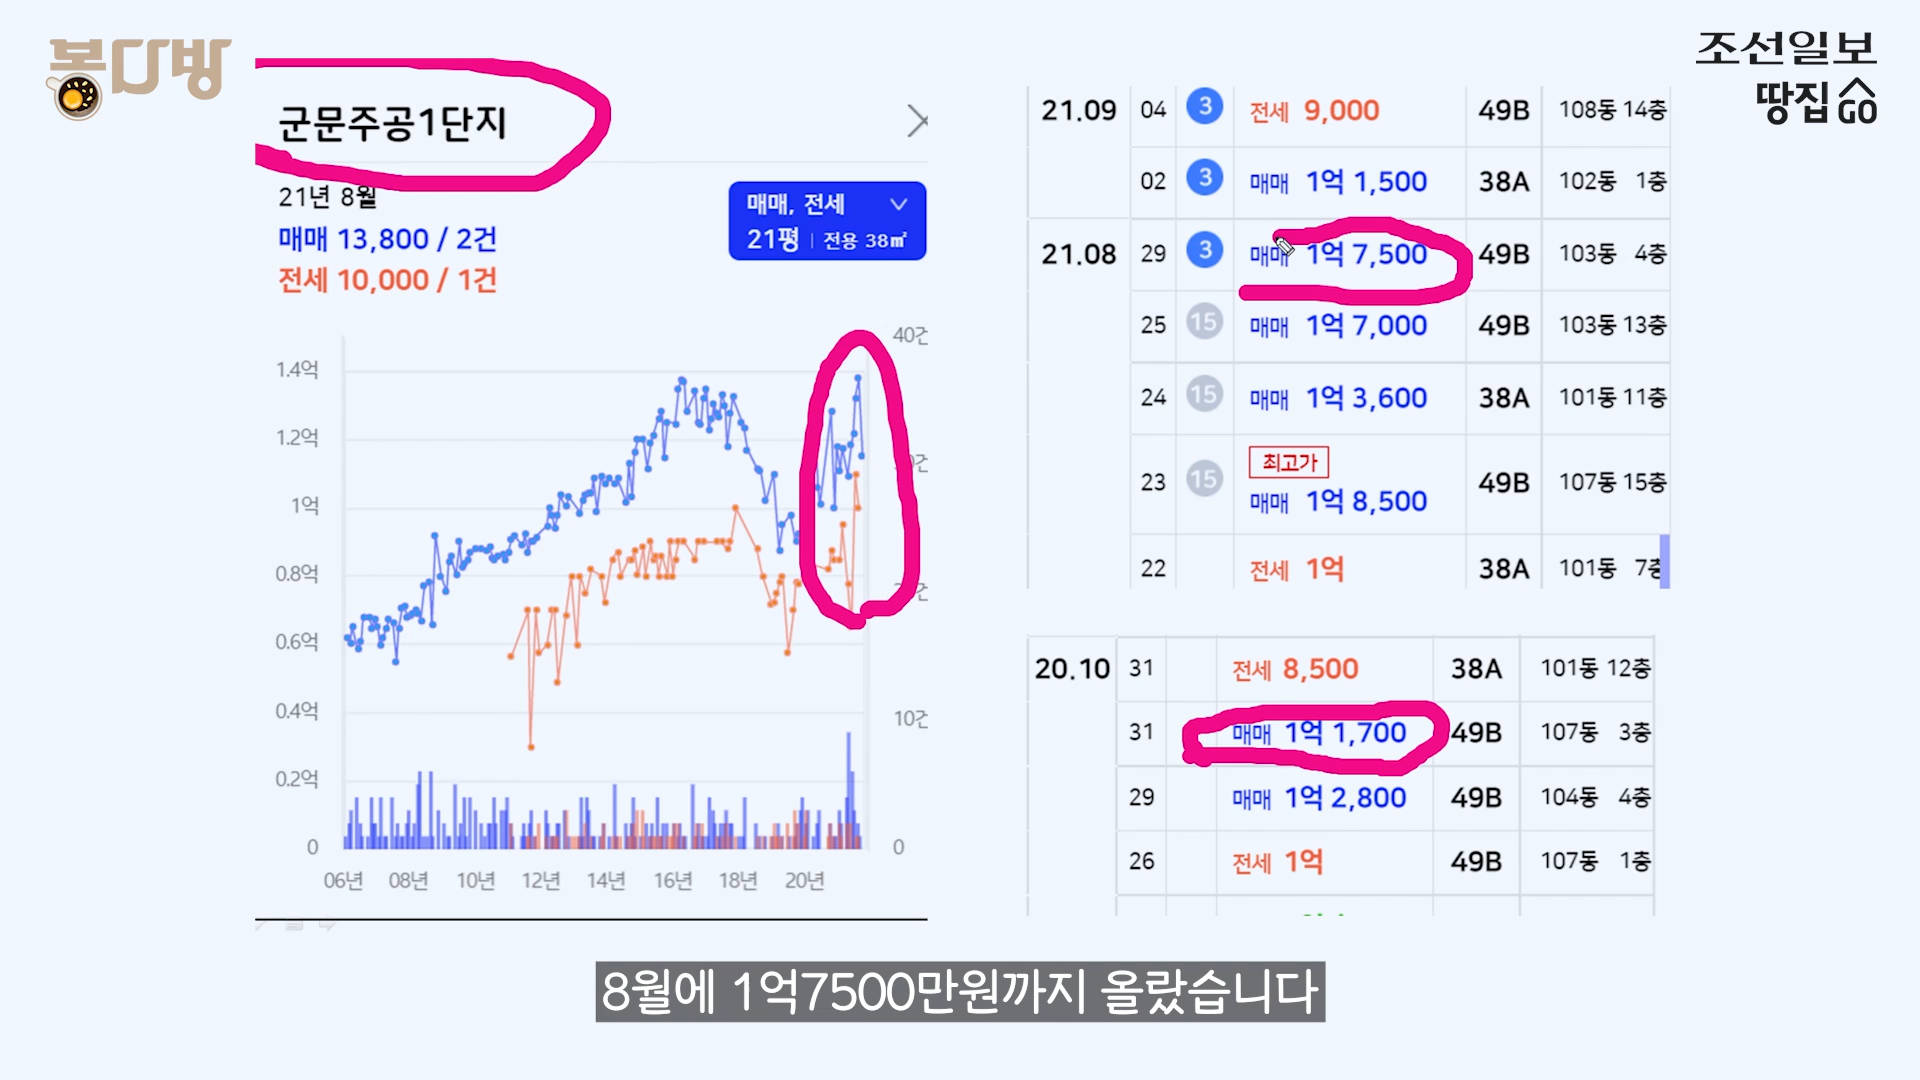 봉다방
조선일보
땅집GO
군문주공1단지
21년 8월
매매 13,800 / 2건
전세 10,000 / 1건
매매, 전세
21평 | 전용 38㎡
40건
1.4억
1.2억
1억
0.8억
0.6억
0.4억
10건
0.2억
0 0
06년 08년 10년 12년 14년 16년 18년 20년
21.09 04 3 전세 9,000 49B 108동 14층
02 3 매매 1억 1,500 38A 102동 1층
21.08 29 3 매매 1억 7,500 49B 103동 4층
25 15 매매 1억 7,000 49B 103동 13층
24 15 매매 1억 3,600 38A 101동 11층
최고가
23 15 매매 1억 8,500 49B 107동 15층
22 전세 1억 38A 101동 7층
20.10 31 전세 8,500 38A 101동 12층
31 매매 1억 1,700 49B 107동 3층
29 매매 1억 2,800 49B 104동 4층
26 전세 1억 49B 107동 1층
8월에 1억7500만원까지 올랐습니다